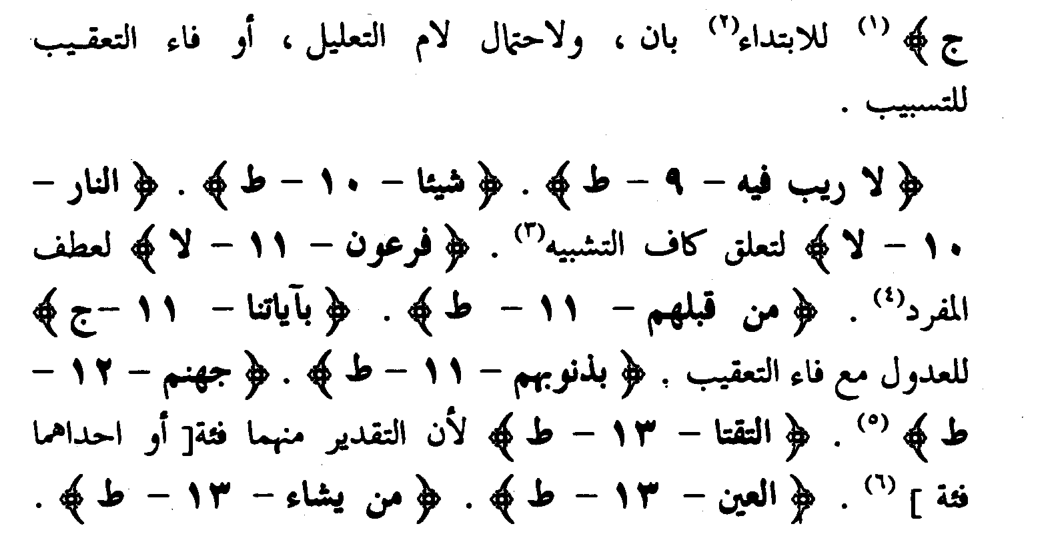 ج ﴾ (١) للابتداء(٢) بان ، ولاحتمال لام التعليل ، أو فاء التعقيب
للتسبيب .
﴿ لا ريب فيه – ٩ – ط ﴾ . ﴿ شيئا – ١٠ – ط ﴾ . ﴿ النار –
١٠ – لا ﴾ لتعلق كاف التشبيه(٣) . ﴿ فرعون – ١١ – لا ﴾ لعطف
المفرد(٤) . ﴿ من قبلهم – ١١ – ط ﴾ . ﴿ بآياتنا – ١١ –ج ﴾
للعدول مع فاء التعقيب . ﴿ بذنوبهم – ١١ – ط ﴾ . ﴿ جهنم – ١٢ –
ط ﴾ (٥) . ﴿ التقتا – ١٣ – ط ﴾ لأن التقدير منهما فئة[ أو احداهما
فئة ] (٦) . ﴿ العين – ١٣ – ط ﴾ . ﴿ من يشاء – ١٣ – ط ﴾ .